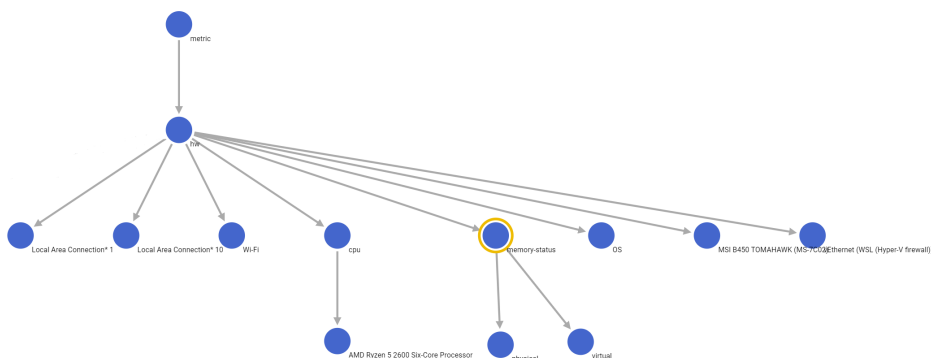 metric
hw
Local Area Connection* 1
Local Area Connection* 10
Wi-Fi
cpu
memory-status
OS
MSI B450 TOMAHAWK (MS-7C02)
Ethernet (WSL (Hyper-V firewall)
AMD Ryzen 5 2600 Six-Core Processor
physical
virtual